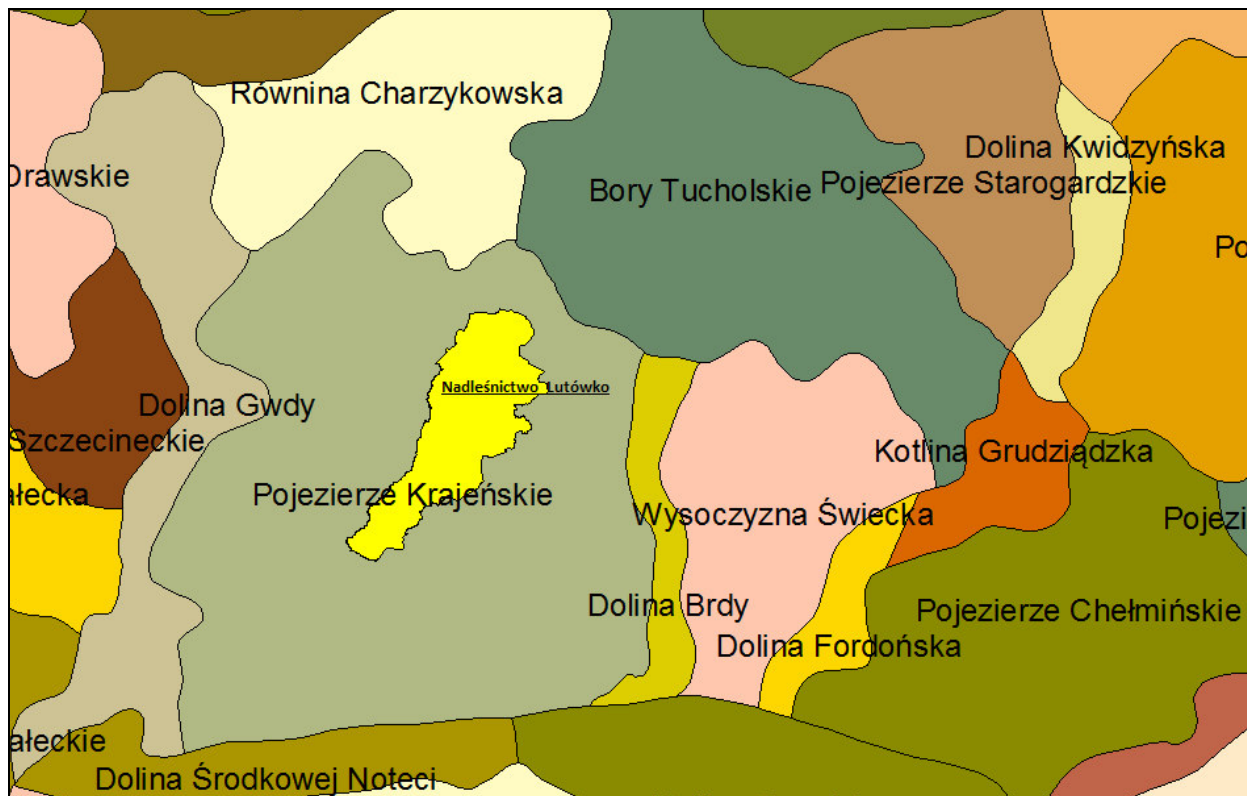 Równina Charzykowska
Dolina Kwidzyńska
Drawskie
Bory Tucholskie
Pojezierze Starogardzkie
Po
Nadleśnictwo Lutówko
Dolina Gwdy
Szczecineckie
Kotlina Grudziądzka
ałecka
Pojezierze Krajeńskie
Wysoczyzna Świecka
Pojezi
Dolina Brdy
Pojezierze Chełmińskie
Dolina Fordońska
ałeckie
Dolina Środkowej Noteci